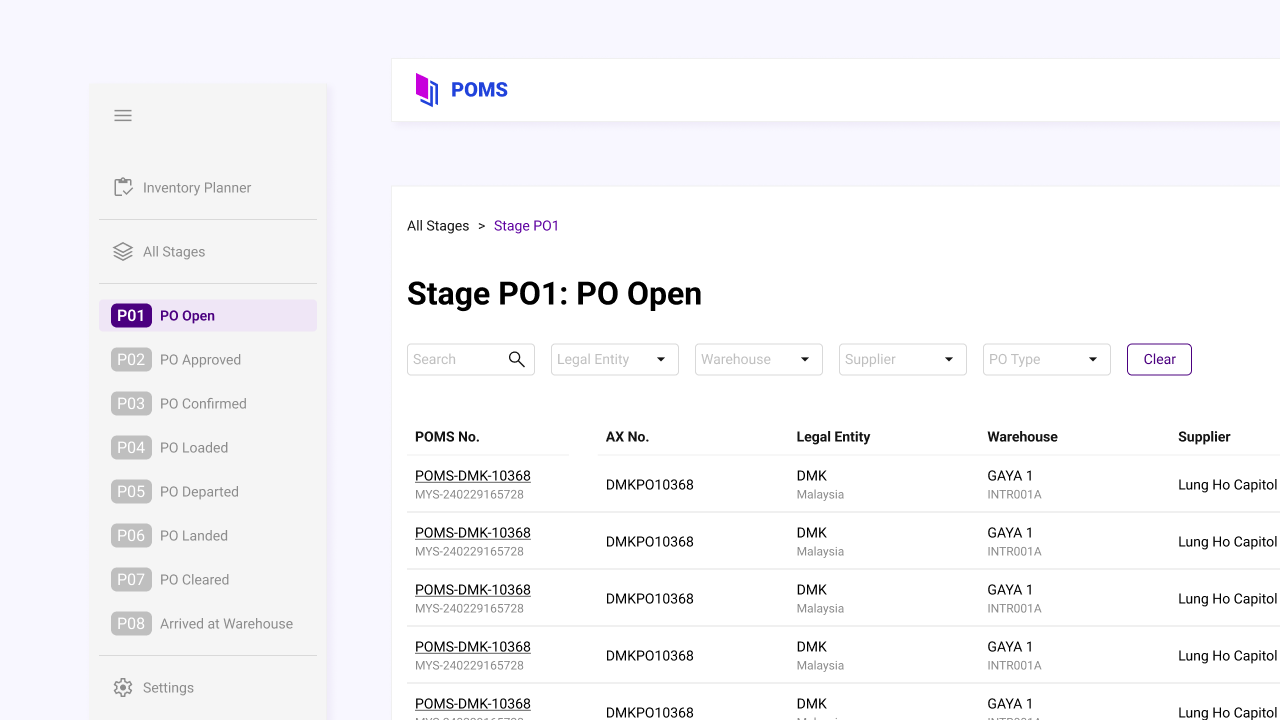 POMS
Inventory Planner
All Stages
P01 PO Open
P02 PO Approved
P03 PO Confirmed
P04 PO Loaded
P05 PO Departed
P06 PO Landed
P07 PO Cleared
P08 Arrived at Warehouse
Settings
All Stages > Stage PO1
Stage PO1: PO Open
Search Legal Entity Warehouse Supplier PO Type Clear
POMS No. AX No. Legal Entity Warehouse Supplier
POMS-DMK-10368 DMKPO10368 DMK GAYA 1 Lung Ho Capitol
MYS-240229165728 Malaysia INTR001A
POMS-DMK-10368 DMKPO10368 DMK GAYA 1 Lung Ho Capitol
MYS-240229165728 Malaysia INTR001A
POMS-DMK-10368 DMKPO10368 DMK GAYA 1 Lung Ho Capitol
MYS-240229165728 Malaysia INTR001A
POMS-DMK-10368 DMKPO10368 DMK GAYA 1 Lung Ho Capitol
MYS-240229165728 Malaysia INTR001A
POMS-DMK-10368 DMKPO10368 DMK GAYA 1 Lung Ho Capitol